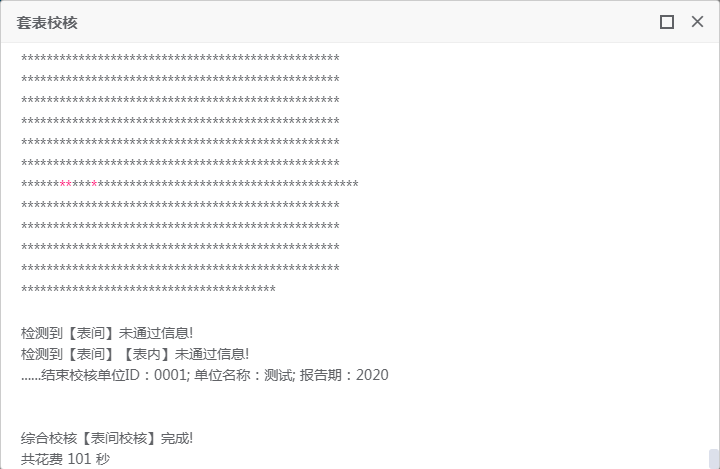 套表校核
**************************************************
**************************************************
**************************************************
**************************************************
**************************************************
**************************************************
*****************************************************
**************************************************
**************************************************
**************************************************
**************************************************
****************************************
检测到【表间】未通过信息!
检测到【表间】【表内】未通过信息!
......结束校核单位ID：0001; 单位名称：测试; 报告期：2020
综合校核【表间校核】完成!
共花费 101 秒